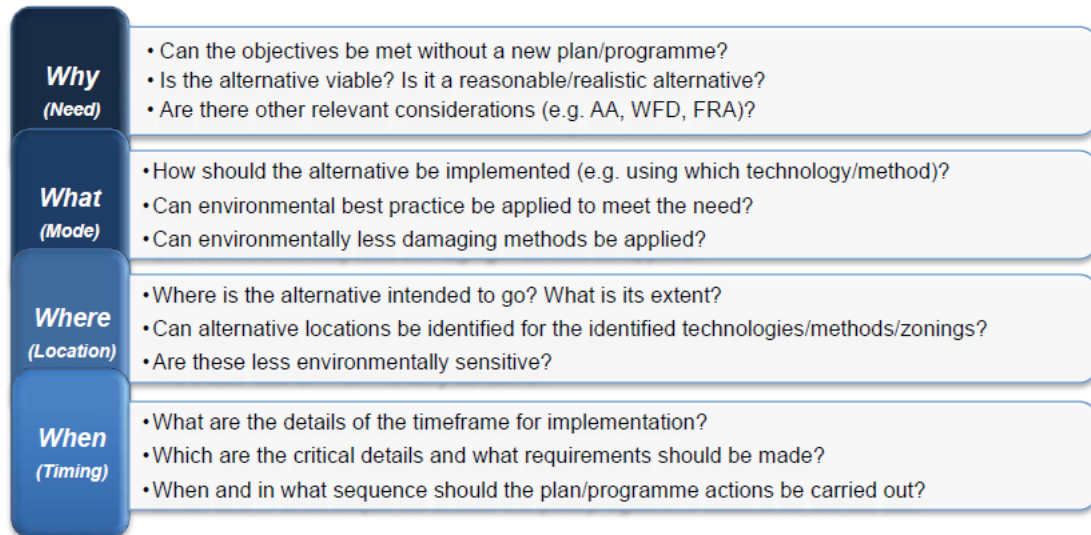 Why
(Need)
• Can the objectives be met without a new plan/programme?
• Is the alternative viable? Is it a reasonable/realistic alternative?
• Are there other relevant considerations (e.g. AA, WFD, FRA)?
What
(Mode)
• How should the alternative be implemented (e.g. using which technology/method)?
• Can environmental best practice be applied to meet the need?
• Can environmentally less damaging methods be applied?
Where
(Location)
• Where is the alternative intended to go? What is its extent?
• Can alternative locations be identified for the identified technologies/methods/zonings?
• Are these less environmentally sensitive?
When
(Timing)
• What are the details of the timeframe for implementation?
• Which are the critical details and what requirements should be made?
• When and in what sequence should the plan/programme actions be carried out?